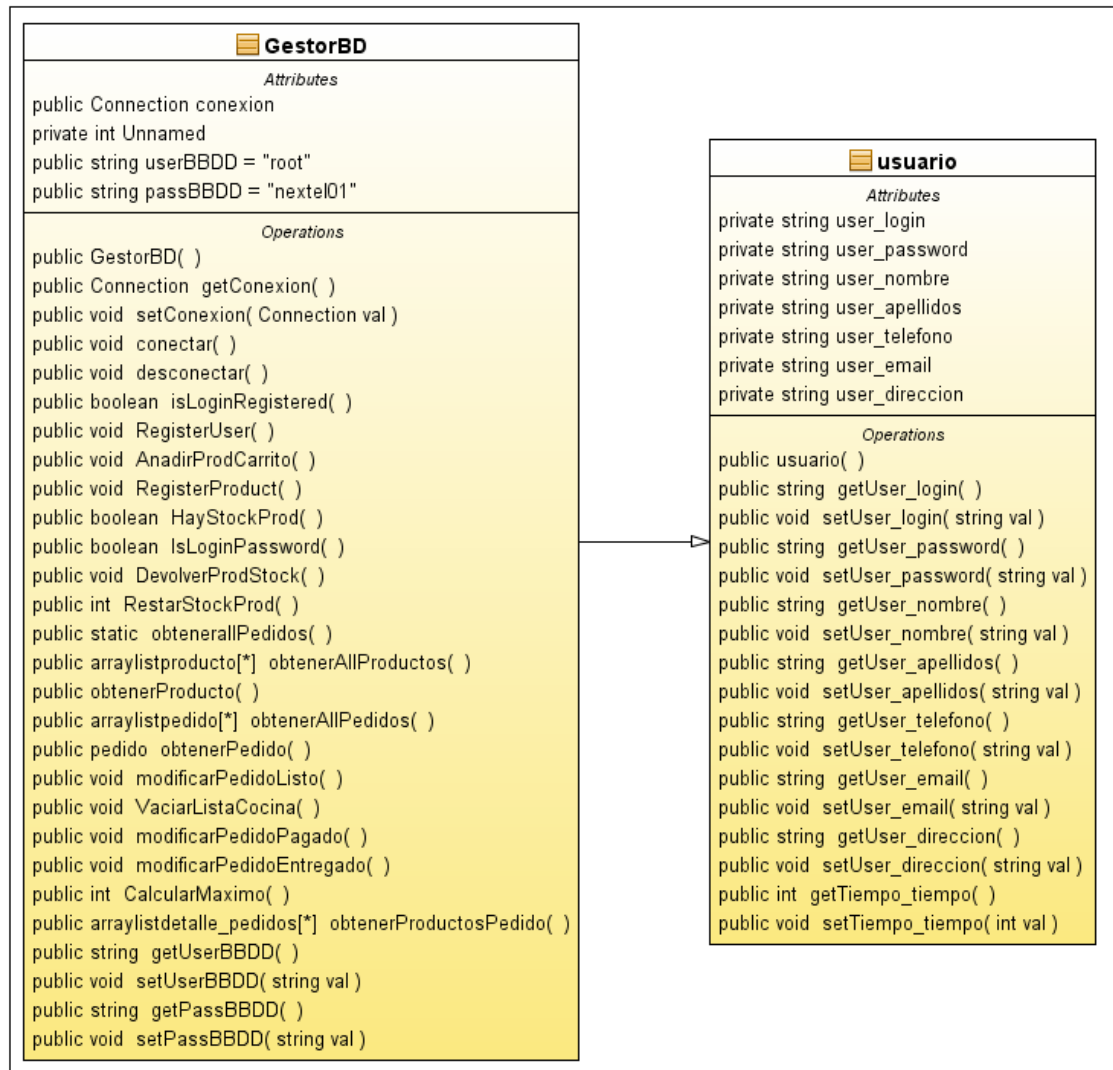 GestorBD
Attributes
public Connection conexion
private int Unnamed
public string userBBDD = "root"
public string passBBDD = "nextel01"
Operations
public GestorBD( )
public Connection getConexion( )
public void setConexion( Connection val )
public void conectar( )
public void desconectar( )
public boolean isLoginRegistered( )
public void RegisterUser( )
public void AnadirProdCarrito( )
public void RegisterProduct( )
public boolean HayStockProd( )
public boolean IsLoginPassword( )
public void DevolverProdStock( )
public int RestarStockProd( )
public static obtenerallPedidos( )
public arraylistproducto[*] obtenerAllProductos( )
public obtenerProducto( )
public arraylistpedido[*] obtenerAllPedidos( )
public pedido obtenerPedido( )
public void modificarPedidoListo( )
public void VaciarListaCocina( )
public void modificarPedidoPagado( )
public void modificarPedidoEntregado( )
public int CalcularMaximo( )
public arraylistdetalle_pedidos[*] obtenerProductosPedido( )
public string getUserBBDD( )
public void setUserBBDD( string val )
public string getPassBBDD( )
public void setPassBBDD( string val )
usuario
Attributes
private string user_login
private string user_password
private string user_nombre
private string user_apellidos
private string user_telefono
private string user_email
private string user_direccion
Operations
public usuario( )
public string getUser_login( )
public void setUser_login( string val )
public string getUser_password( )
public void setUser_password( string val )
public string getUser_nombre( )
public void setUser_nombre( string val )
public string getUser_apellidos( )
public void setUser_apellidos( string val )
public string getUser_telefono( )
public void setUser_telefono( string val )
public string getUser_email( )
public void setUser_email( string val )
public string getUser_direccion( )
public void setUser_direccion( string val )
public int getTiempo_tiempo( )
public void setTiempo_tiempo( int val )